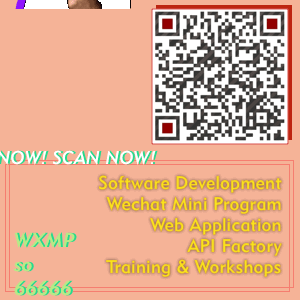 NOW! SCAN NOW!
Software Development
Wechat Mini Program
Web Application
API Factory
Training & Workshops
WXMP
so
66666